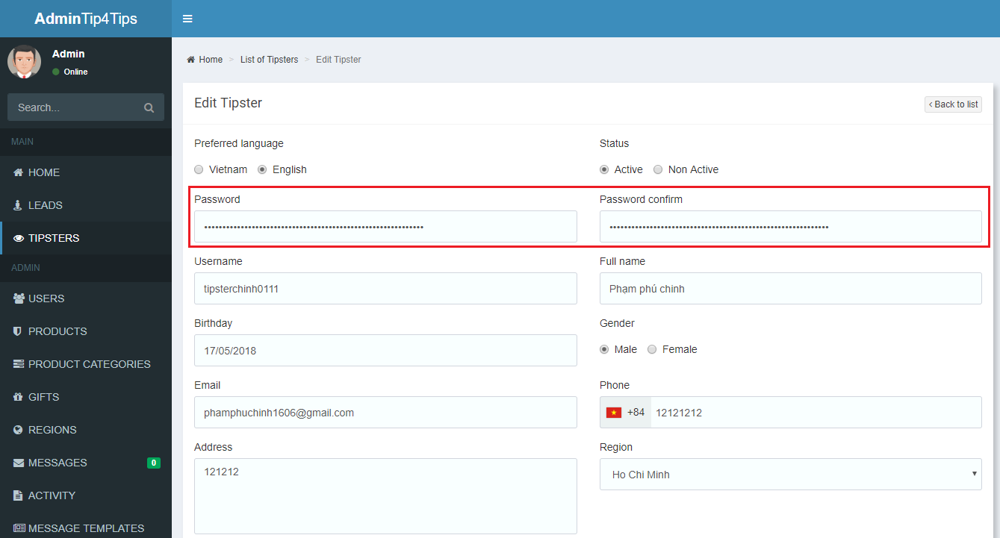 AdminTip4Tips
Admin
Online
Search...
MAIN
HOME
LEADS
TIPSTERS
ADMIN
USERS
PRODUCTS
PRODUCT CATEGORIES
GIFTS
REGIONS
MESSAGES 0
ACTIVITY
MESSAGE TEMPLATES
Home > List of Tipsters > Edit Tipster
Edit Tipster
‹ Back to list
Preferred language
Vietnam English
Status
Active Non Active
Password
••••••••••••••••••••••••••••••••••••••••••••••••••••••••••••
Password confirm
••••••••••••••••••••••••••••••••••••••••••••••••••••••••••••
Username
tipsterchinh0111
Full name
Phạm phú chinh
Birthday
17/05/2018
Gender
Male Female
Email
phamphuchinh1606@gmail.com
Phone
+84 12121212
Address
121212
Region
Ho Chi Minh